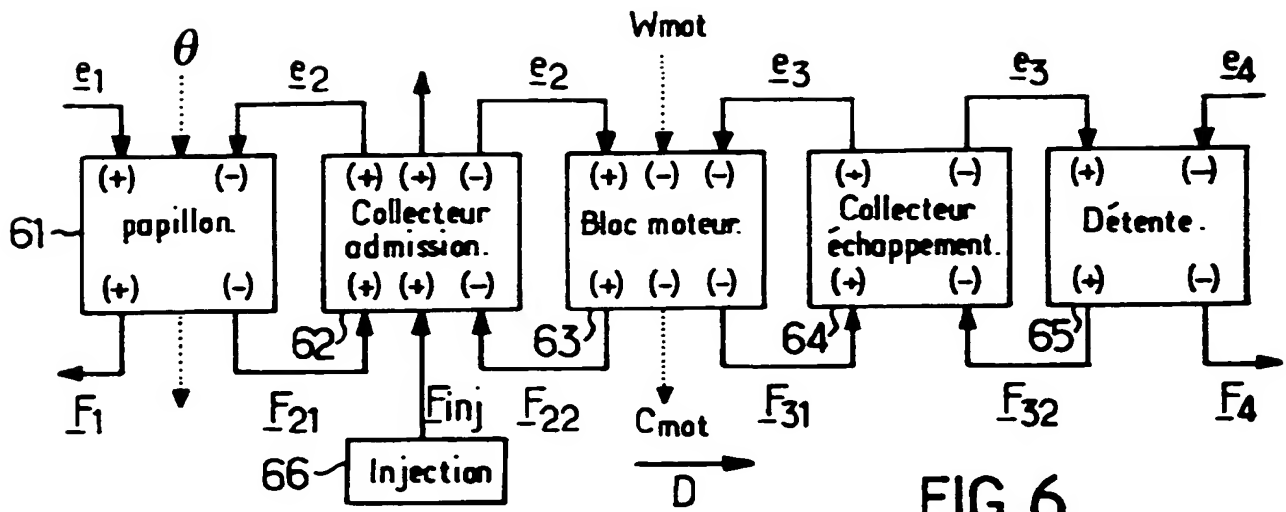 Wmot
θ
e1 e2 e2 e3 e3 e4
(+) (-) (+) (+) (-) (+) (-) (-) (+) (-) (+) (-)
papillon.
Collecteur
admission.
Bloc moteur.
Collecteur
échappement.
Détente.
(+) (-) (+) (+) (-) (+) (-) (-) (+) (-) (+) (-)
61
62
63
64
65
F1 F21 Finj F22 Cmot F31 F32 F4
66
Injection
D
FIG.6